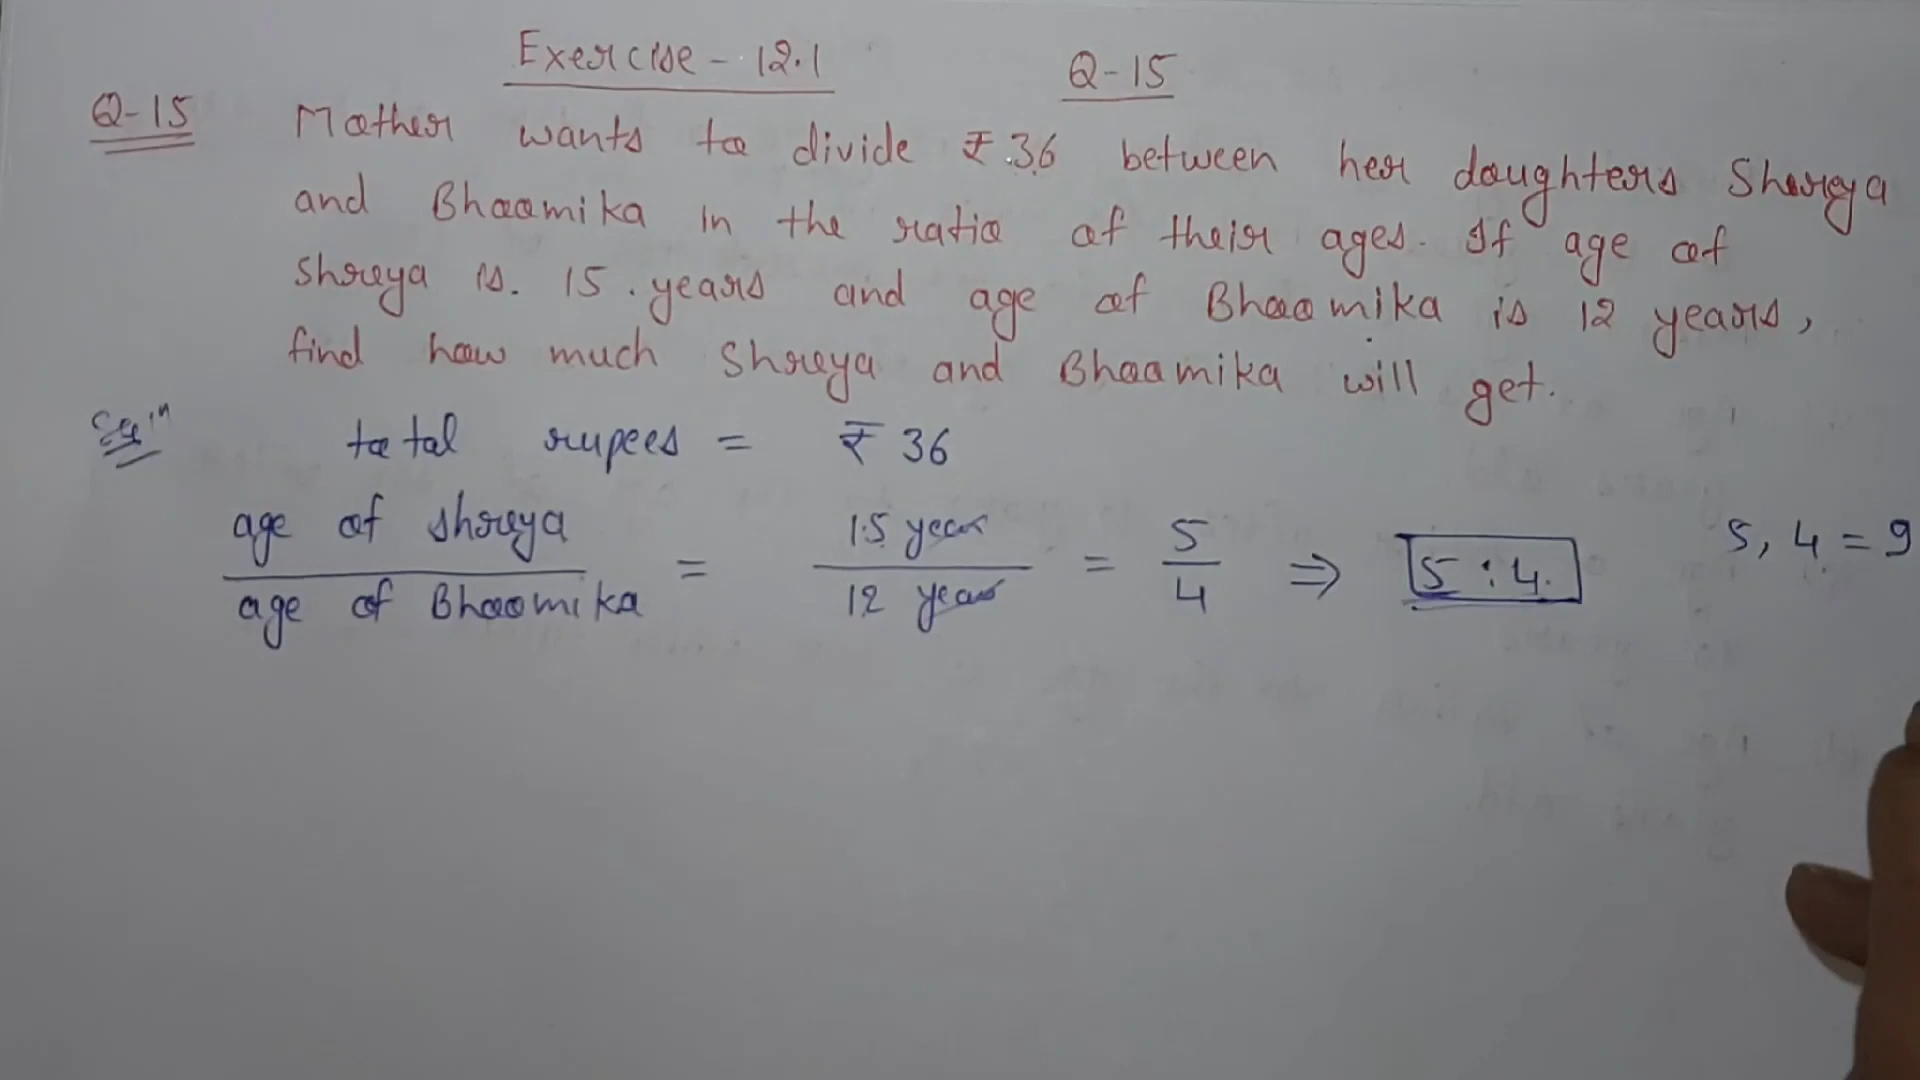 Exercise - 12.1 Q-15
Q-15 Mother wants to divide ₹ 36 between her daughters Shreya
and Bhoomika in the ratio of their ages. If age of
Shreya is 15 years and age of Bhoomika is 12 years,
find how much Shreya and Bhoomika will get.
Solⁿ total rupees = ₹ 36
age of Shreya / age of Bhoomika = 15 year / 12 year = 5/4 ⇒ 5 : 4 5, 4 = 9